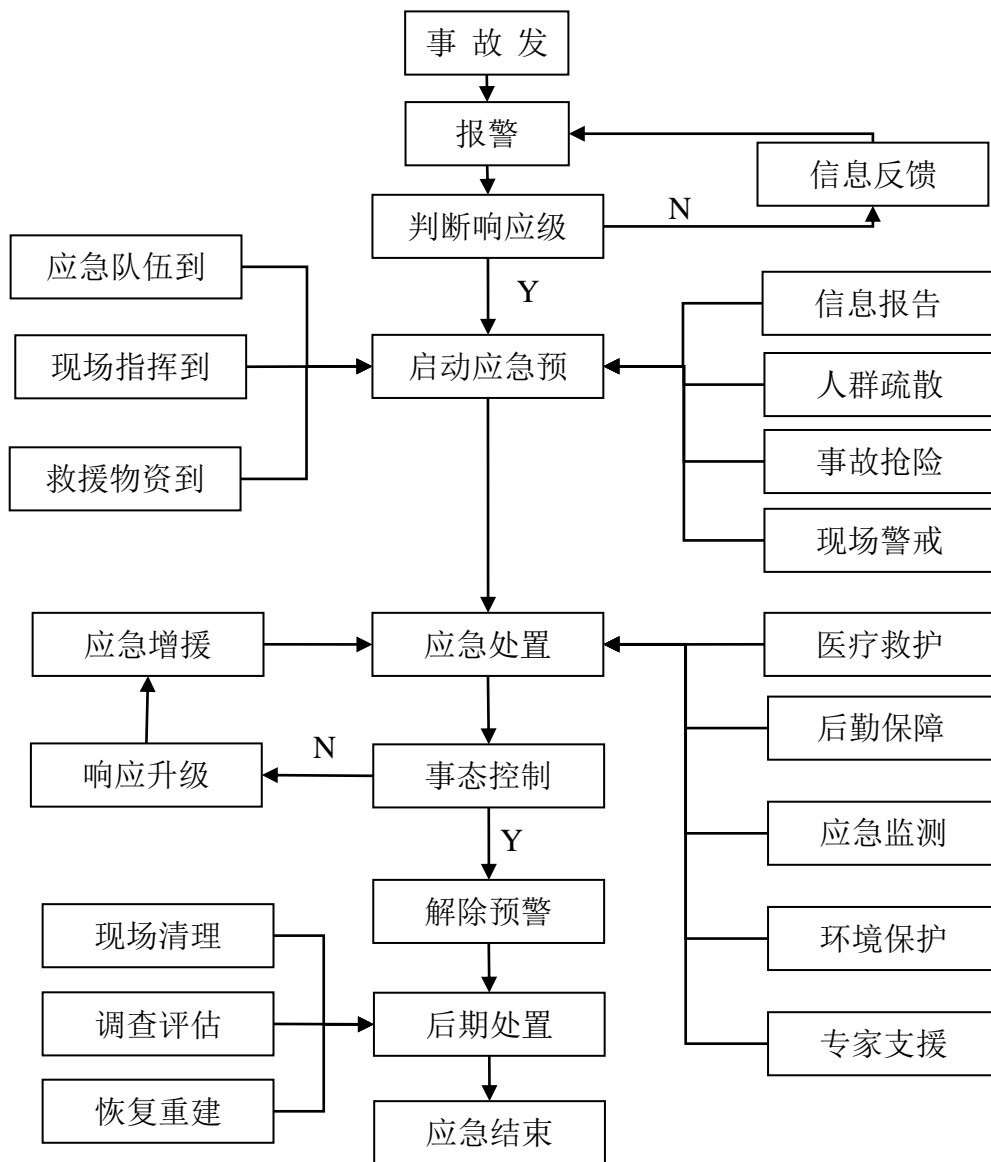 事 故 发
报警
信息反馈
判断响应级
N
应急队伍到
Y
信息报告
现场指挥到
启动应急预
人群疏散
事故抢险
救援物资到
现场警戒
应急增援
应急处置
医疗救护
后勤保障
响应升级
N
事态控制
应急监测
Y
解除预警
现场清理
环境保护
调查评估
后期处置
专家支援
恢复重建
应急结束